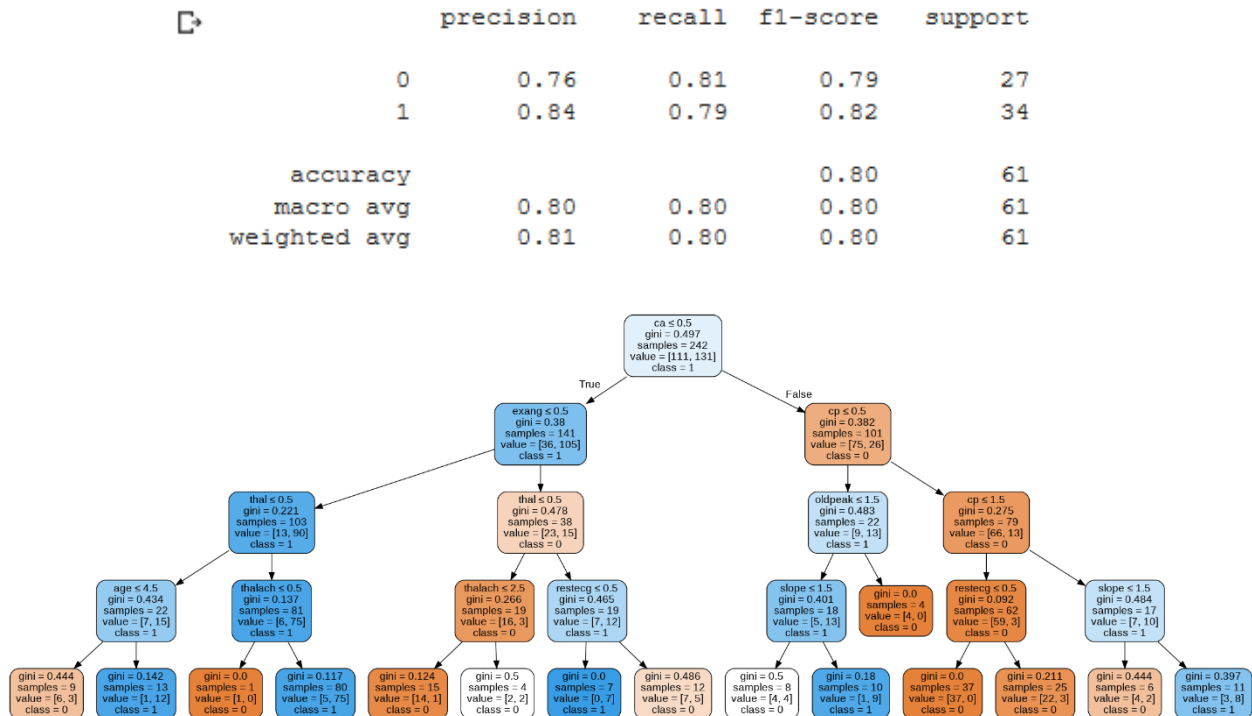 precision recall f1-score support
0 0.76 0.81 0.79 27
1 0.84 0.79 0.82 34
accuracy 0.80 61
macro avg 0.80 0.80 0.80 61
weighted avg 0.81 0.80 0.80 61
ca ≤ 0.5
gini = 0.497
samples = 242
value = [111, 131]
class = 1
True
False
exang ≤ 0.5
gini = 0.38
samples = 141
value = [36, 105]
class = 1
cp ≤ 0.5
gini = 0.382
samples = 101
value = [75, 26]
class = 0
thal ≤ 0.5
gini = 0.221
samples = 103
value = [13, 90]
class = 1
thal ≤ 0.5
gini = 0.478
samples = 38
value = [23, 15]
class = 0
oldpeak ≤ 1.5
gini = 0.483
samples = 22
value = [9, 13]
class = 1
cp ≤ 1.5
gini = 0.275
samples = 79
value = [66, 13]
class = 0
age ≤ 4.5
gini = 0.434
samples = 22
value = [7, 15]
class = 1
thalach ≤ 0.5
gini = 0.137
samples = 81
value = [6, 75]
class = 1
thalach ≤ 2.5
gini = 0.266
samples = 19
value = [16, 3]
class = 0
restecg ≤ 0.5
gini = 0.465
samples = 19
value = [7, 12]
class = 1
slope ≤ 1.5
gini = 0.401
samples = 18
value = [5, 13]
class = 1
gini = 0.0
samples = 4
value = [4, 0]
class = 0
restecg ≤ 0.5
gini = 0.092
samples = 62
value = [59, 3]
class = 0
slope ≤ 1.5
gini = 0.484
samples = 17
value = [7, 10]
class = 1
gini = 0.444
samples = 9
value = [6, 3]
class = 0
gini = 0.142
samples = 13
value = [1, 12]
class = 1
gini = 0.0
samples = 1
value = [1, 0]
class = 0
gini = 0.117
samples = 80
value = [5, 75]
class = 1
gini = 0.124
samples = 15
value = [14, 1]
class = 0
gini = 0.5
samples = 4
value = [2, 2]
class = 0
gini = 0.0
samples = 7
value = [0, 7]
class = 1
gini = 0.486
samples = 12
value = [7, 5]
class = 0
gini = 0.5
samples = 8
value = [4, 4]
class = 0
gini = 0.18
samples = 10
value = [1, 9]
class = 1
gini = 0.0
samples = 37
value = [37, 0]
class = 0
gini = 0.211
samples = 25
value = [22, 3]
class = 0
gini = 0.444
samples = 6
value = [4, 2]
class = 0
gini = 0.397
samples = 11
value = [3, 8]
class = 1